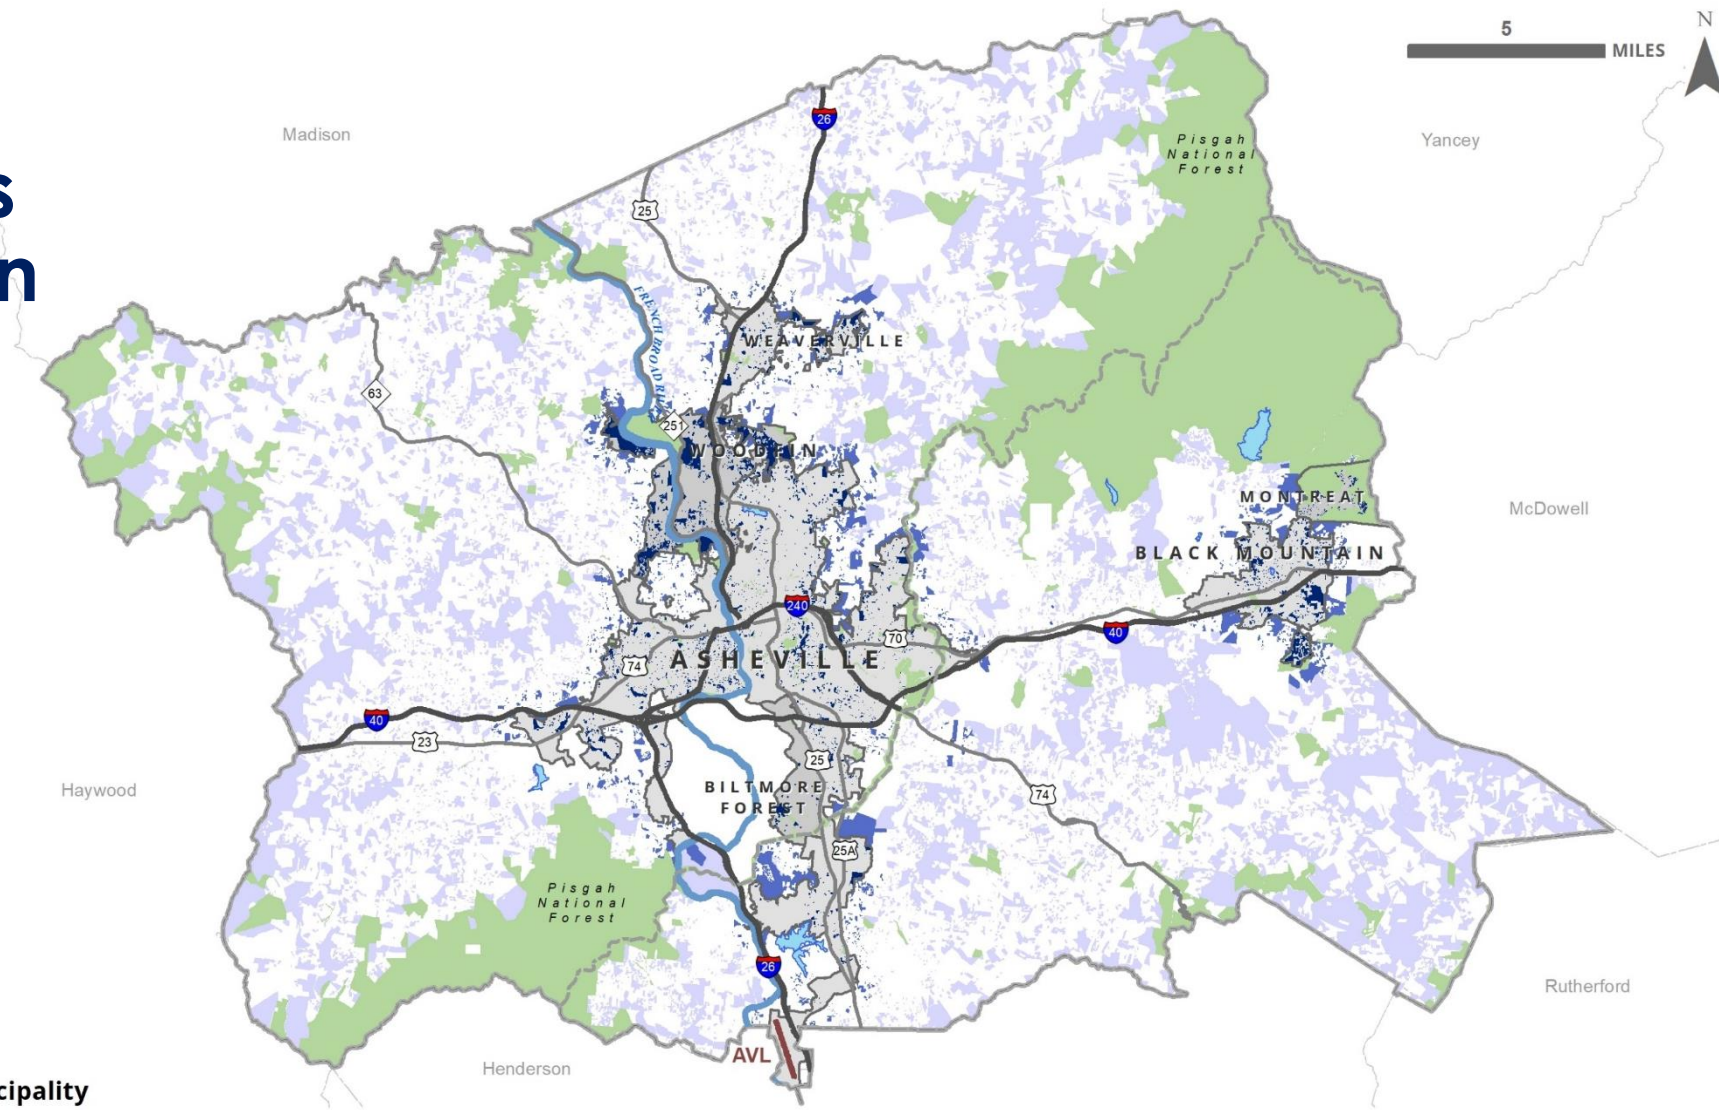 5
MILES
N
26
Madison
Yancey
Pisgah
National
Forest
s
25
n
FRENCH BROAD RIVER
WEAVERVILLE
63
251
WOODFIN
MONTREAT
McDowell
BLACK MOUNTAIN
240
40
70
74
ASHEVILLE
40
23
25
Haywood
BILTMORE
FOREST
74
25A
Pisgah
National
Forest
26
Rutherford
AVL
Henderson
cipality